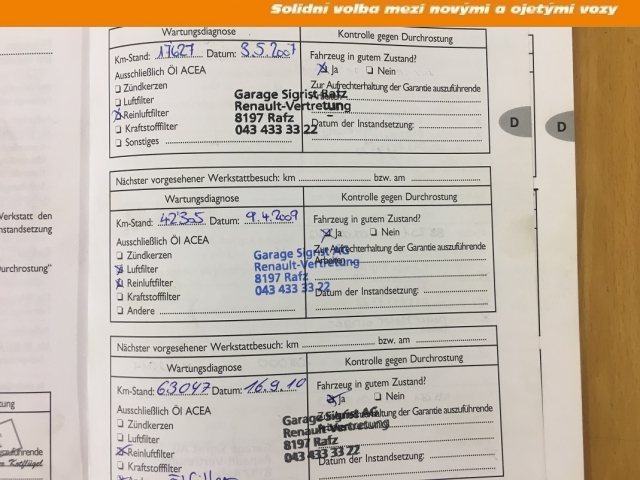 Solidní volba mezi novými a ojetými vozy
Wartungsdiagnose
Kontrolle gegen Durchrostung
Km-Stand: 17627 Datum: 3.5.2007
Fahrzeug in gutem Zustand?
Ja Nein
Ausschließlich Öl ACEA
Zündkerzen
Luftfilter
Reinluftfilter
Kraftstofffilter
Sonstiges
Zur Aufrechterhaltung der Garantie auszuführende
Datum der Instandsetzung:
Garage Sigrist Rafz
Renault-Vertretung
8197 Rafz
043 433 33 22
D
D
Nächster vorgesehener Werkstattbesuch: km bzw. am
Wartungsdiagnose
Kontrolle gegen Durchrostung
Km-Stand: 42305 Datum: 9.4.2009
Fahrzeug in gutem Zustand?
Ja Nein
Ausschließlich Öl ACEA
Zündkerzen
Luftfilter
Reinluftfilter
Kraftstofffilter
Andere
Zur Aufrechterhaltung der Garantie auszuführende
Arbeiten:
Datum der Instandsetzung:
Garage Sigrist AG
Renault-Vertretung
8197 Rafz
043 433 33 22
Nächster vorgesehener Werkstattbesuch: km bzw. am
Wartungsdiagnose
Kontrolle gegen Durchrostung
Km-Stand: 63047 Datum: 16.9.10
Fahrzeug in gutem Zustand?
Ja Nein
Ausschließlich Öl ACEA
Zündkerzen
Luftfilter
Reinluftfilter
Kraftstofffilter
Garantie auszuführende
Datum der Instandsetzung:
Garage Sigrist AG
Renault-Vertretung
8197 Rafz
043 433 33 22
Werkstatt den